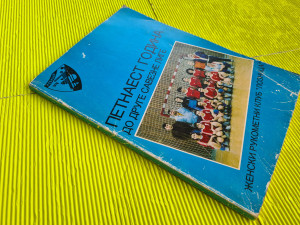 ПЕТНАЕСТ ГОДИНА
ДО ДРУГЕ САВЕЗНЕ ЛИГЕ
ЖЕНСКИ РУКОМЕТНИ КЛУБ